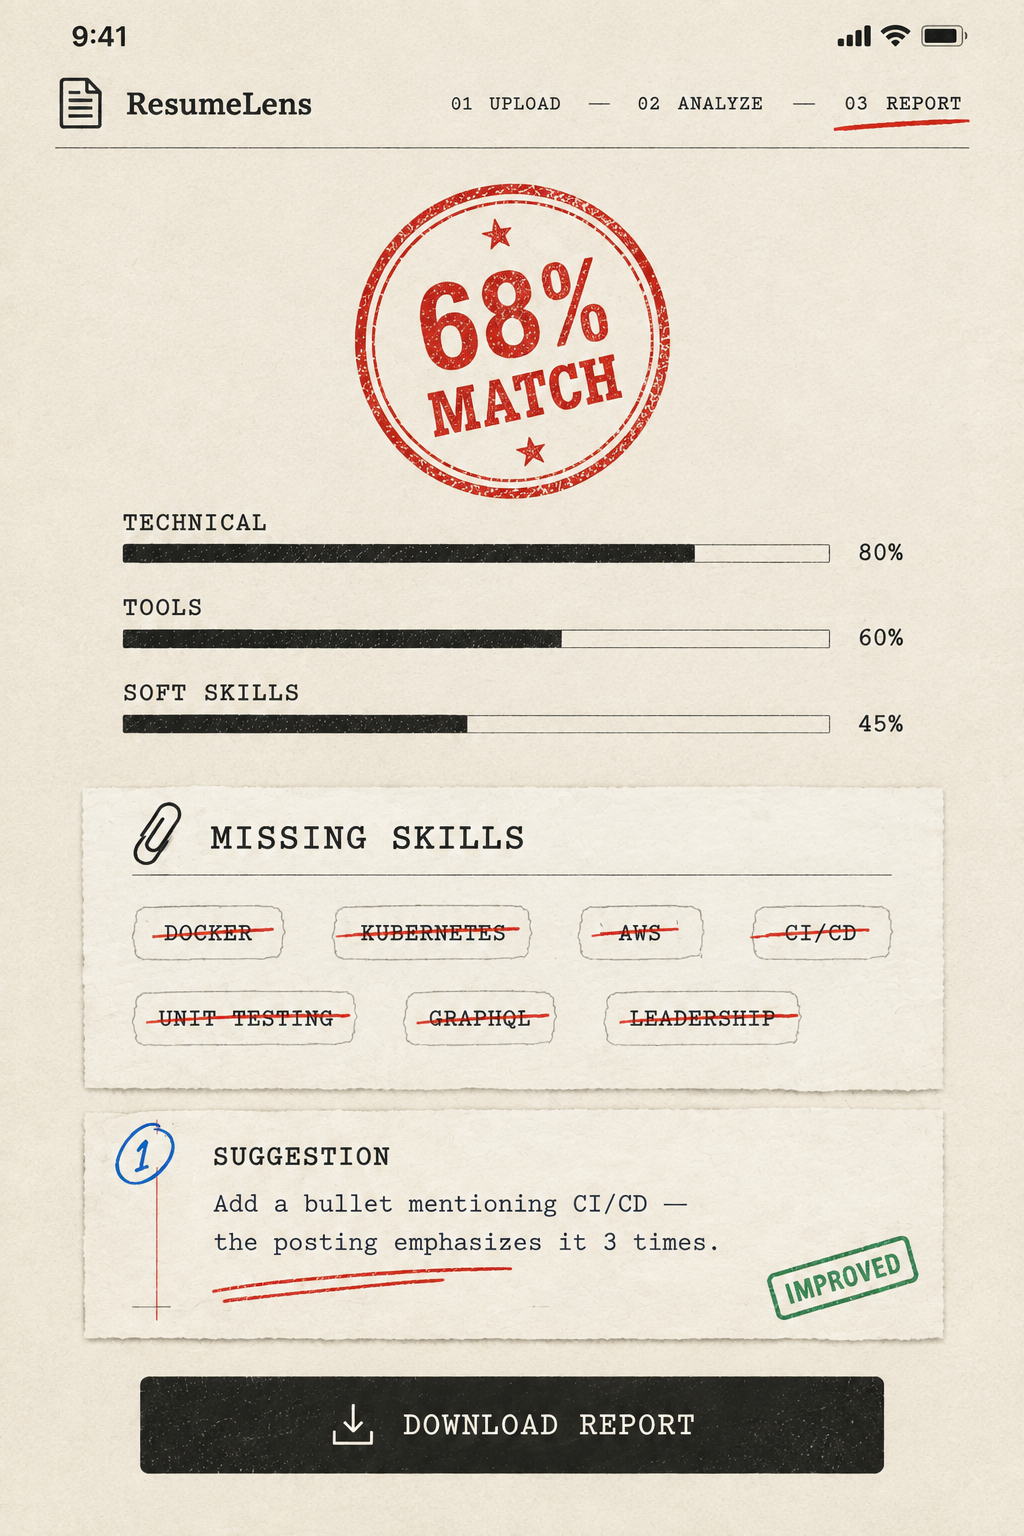 9:41
ResumeLens
01 UPLOAD — 02 ANALYZE — 03 REPORT
68%
MATCH
TECHNICAL
80%
TOOLS
60%
SOFT SKILLS
45%
MISSING SKILLS
DOCKER KUBERNETES AWS CI/CD
UNIT TESTING GRAPHQL LEADERSHIP
1
SUGGESTION
Add a bullet mentioning CI/CD —
the posting emphasizes it 3 times.
IMPROVED
DOWNLOAD REPORT